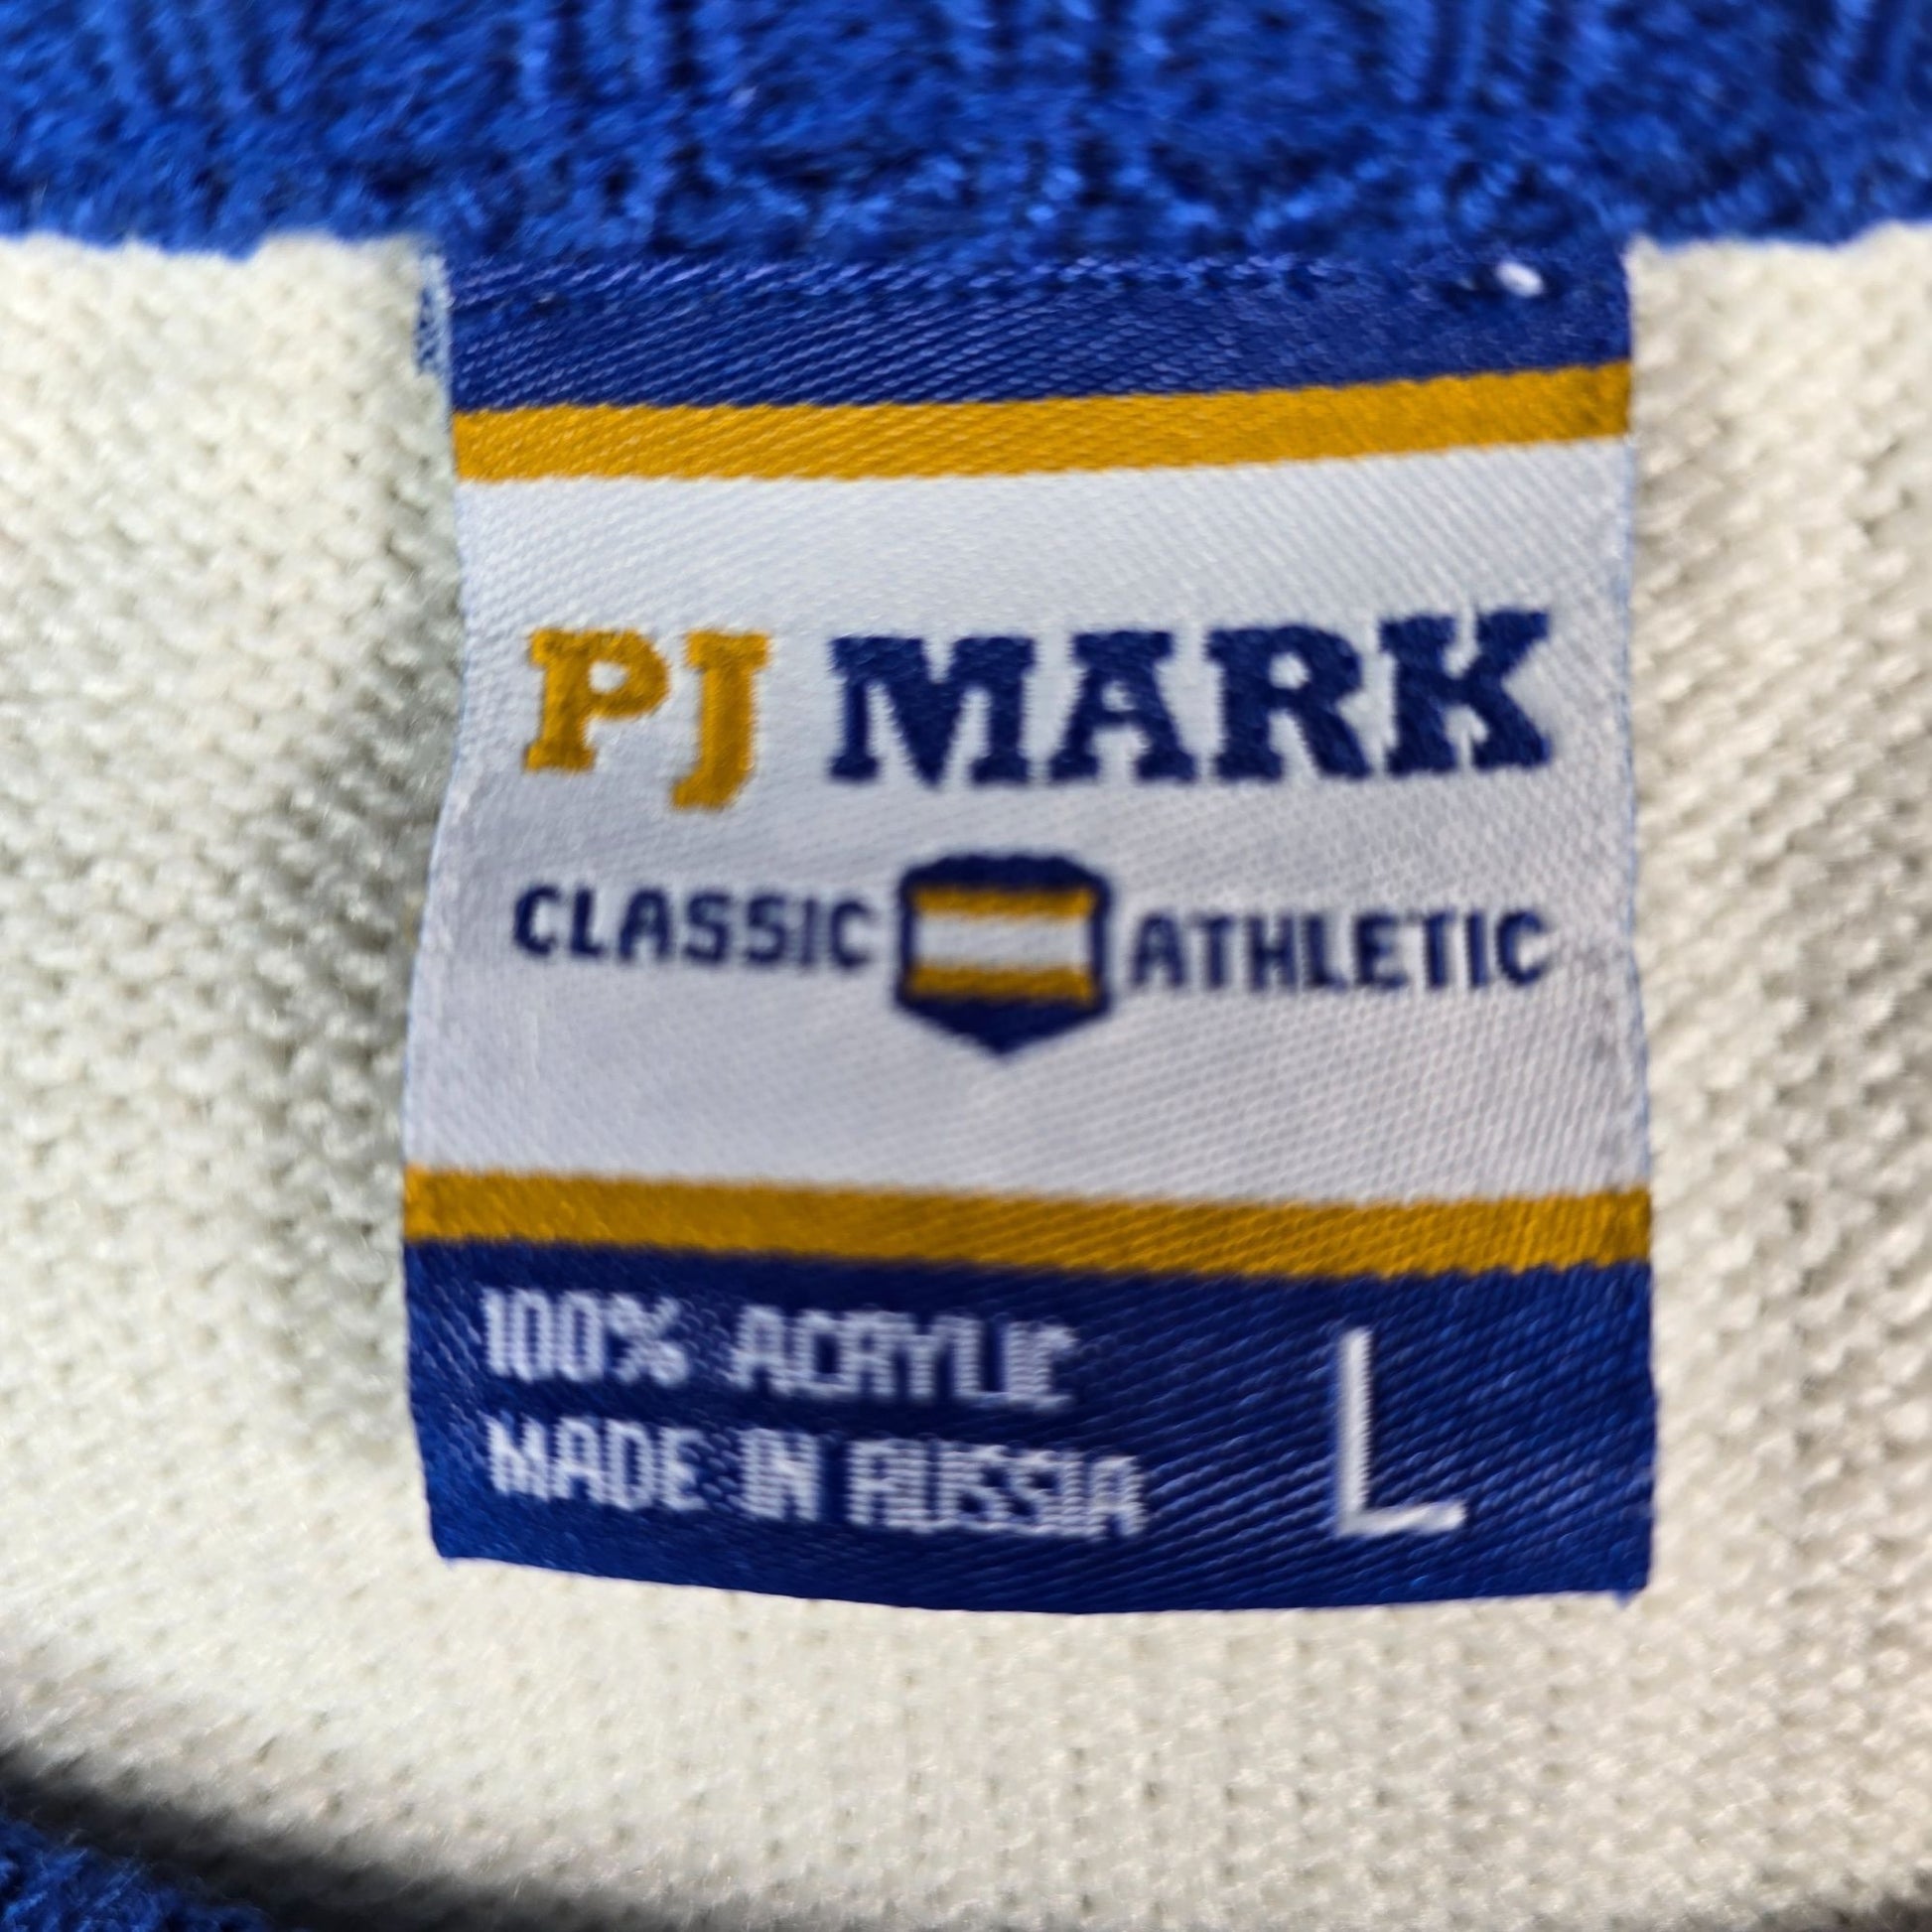 PJ MARK
CLASSIC ATHLETIC
100% ACRYLIC
MADE IN RUSSIA
L